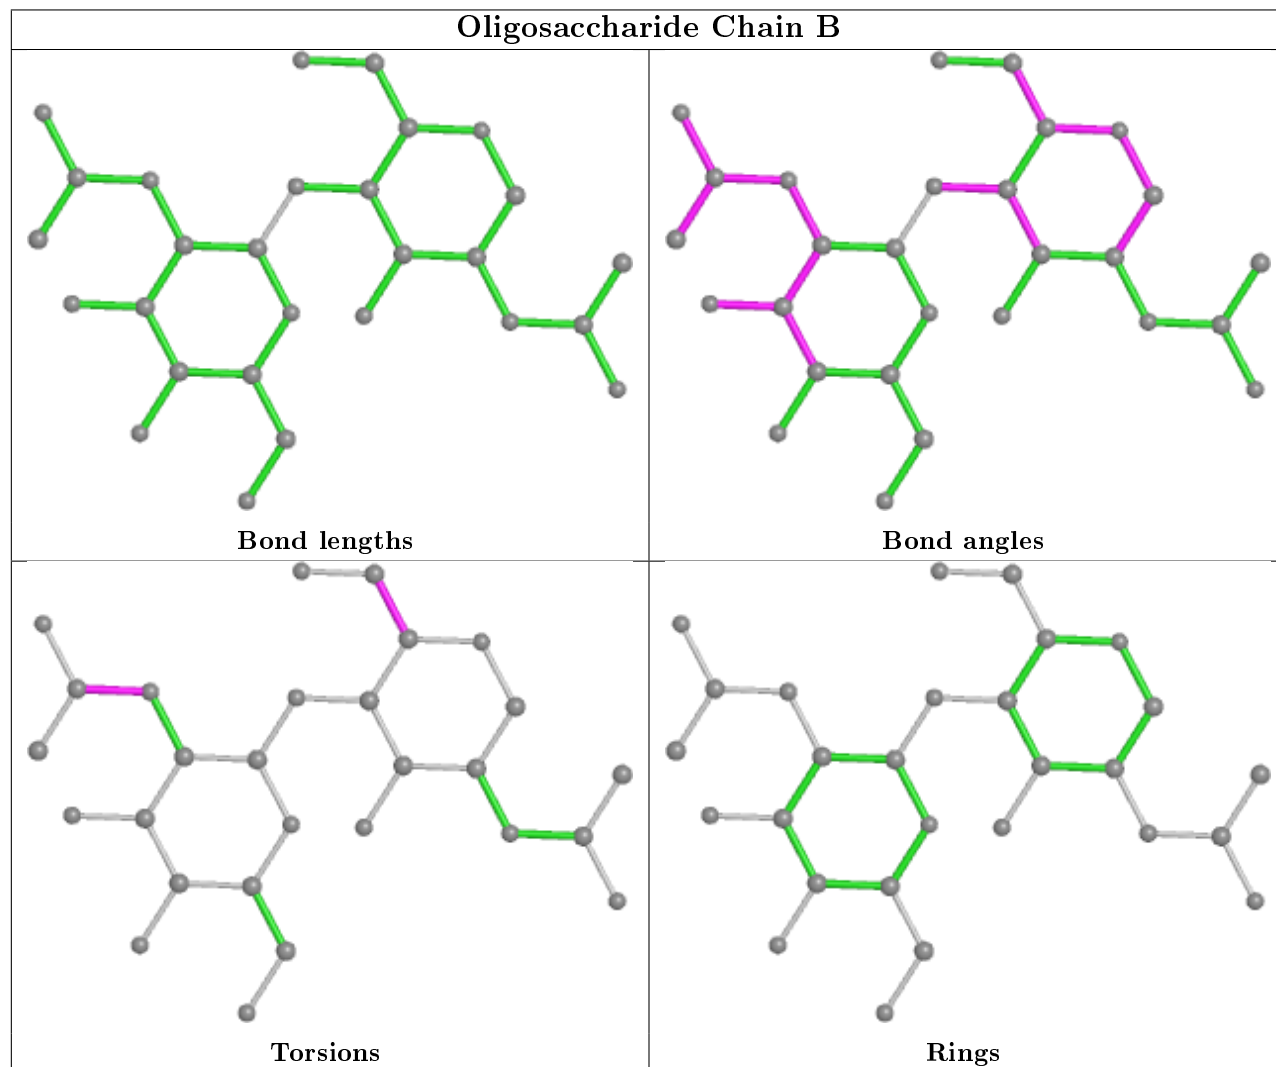 Oligosaccharide Chain B
Bond lengths
Bond angles
Torsions
Rings